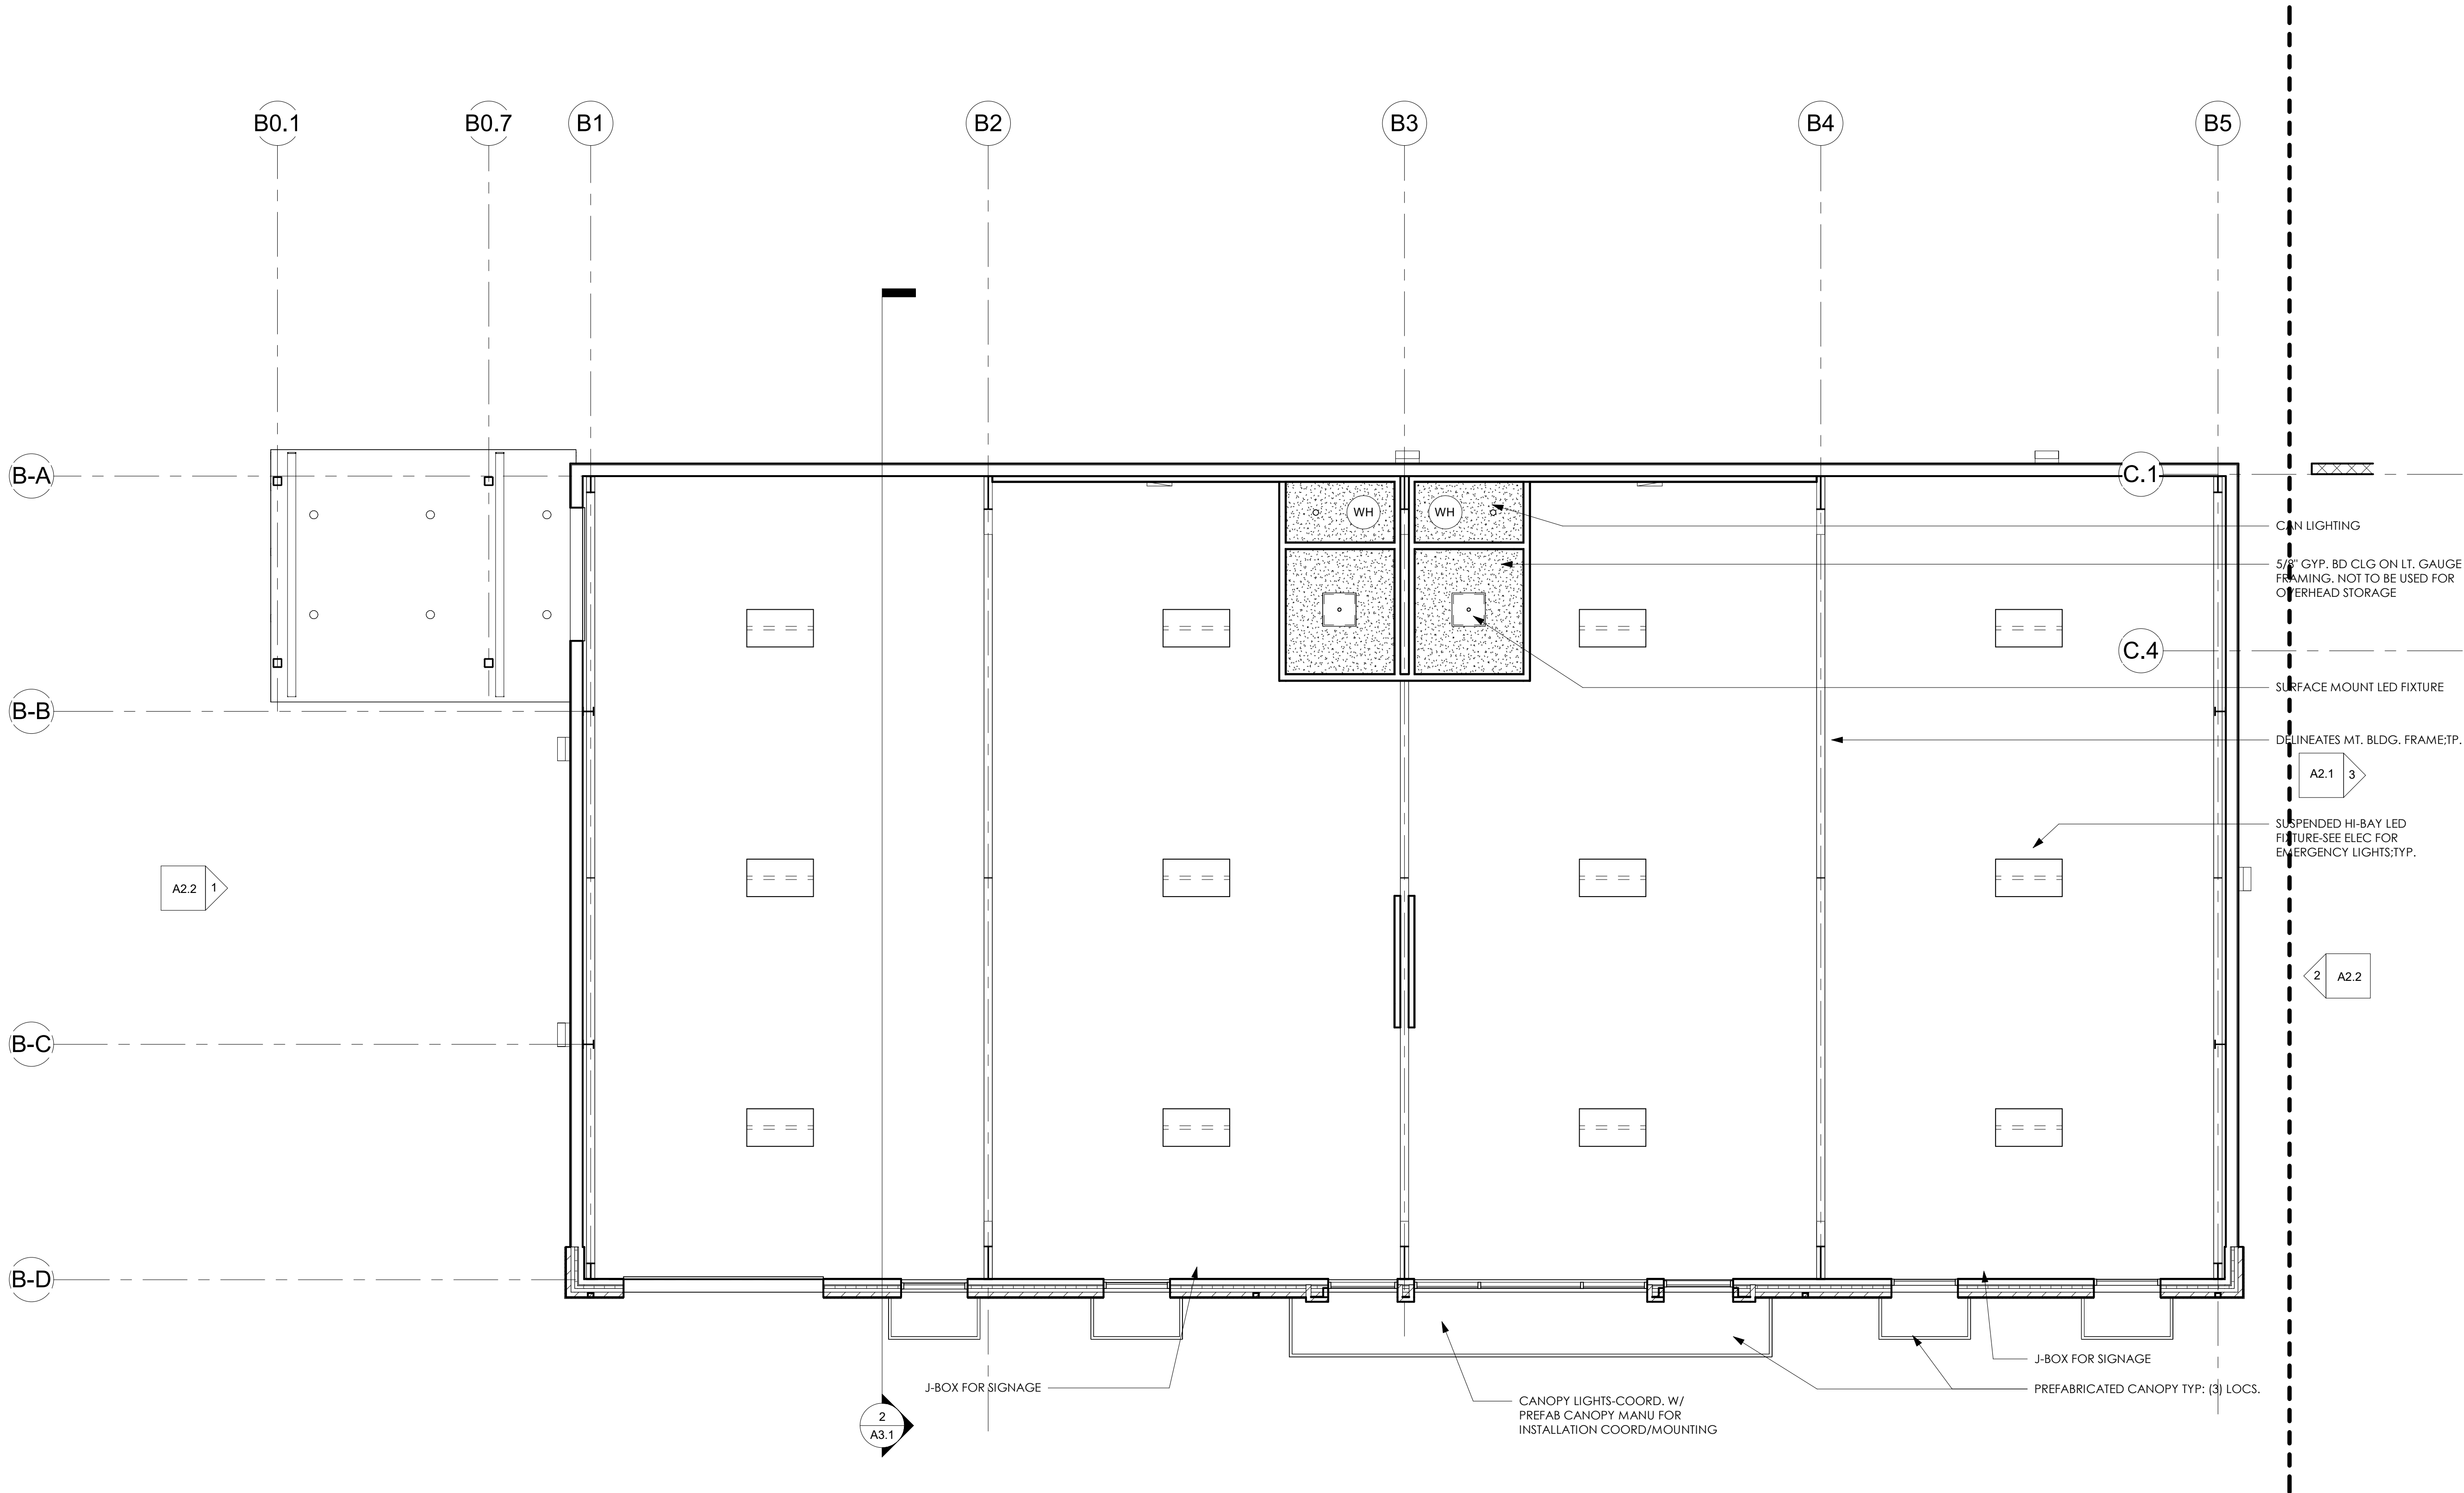 B0.1
B0.7
B1
B2
B3
B4
B5
B-A
C.1
WH
WH
CAN LIGHTING
5/8" GYP. BD CLG ON LT. GAUGE
FRAMING. NOT TO BE USED FOR
OVERHEAD STORAGE
C.4
SURFACE MOUNT LED FIXTURE
B-B
DELINEATES MT. BLDG. FRAME;TP.
A2.1
3
SUSPENDED HI-BAY LED
FIXTURE-SEE ELEC FOR
EMERGENCY LIGHTS;TYP.
A2.2
1
2
A2.2
B-C
B-D
J-BOX FOR SIGNAGE
J-BOX FOR SIGNAGE
PREFABRICATED CANOPY TYP: (3) LOCS.
CANOPY LIGHTS-COORD. W/
PREFAB CANOPY MANU FOR
INSTALLATION COORD/MOUNTING
2
A3.1